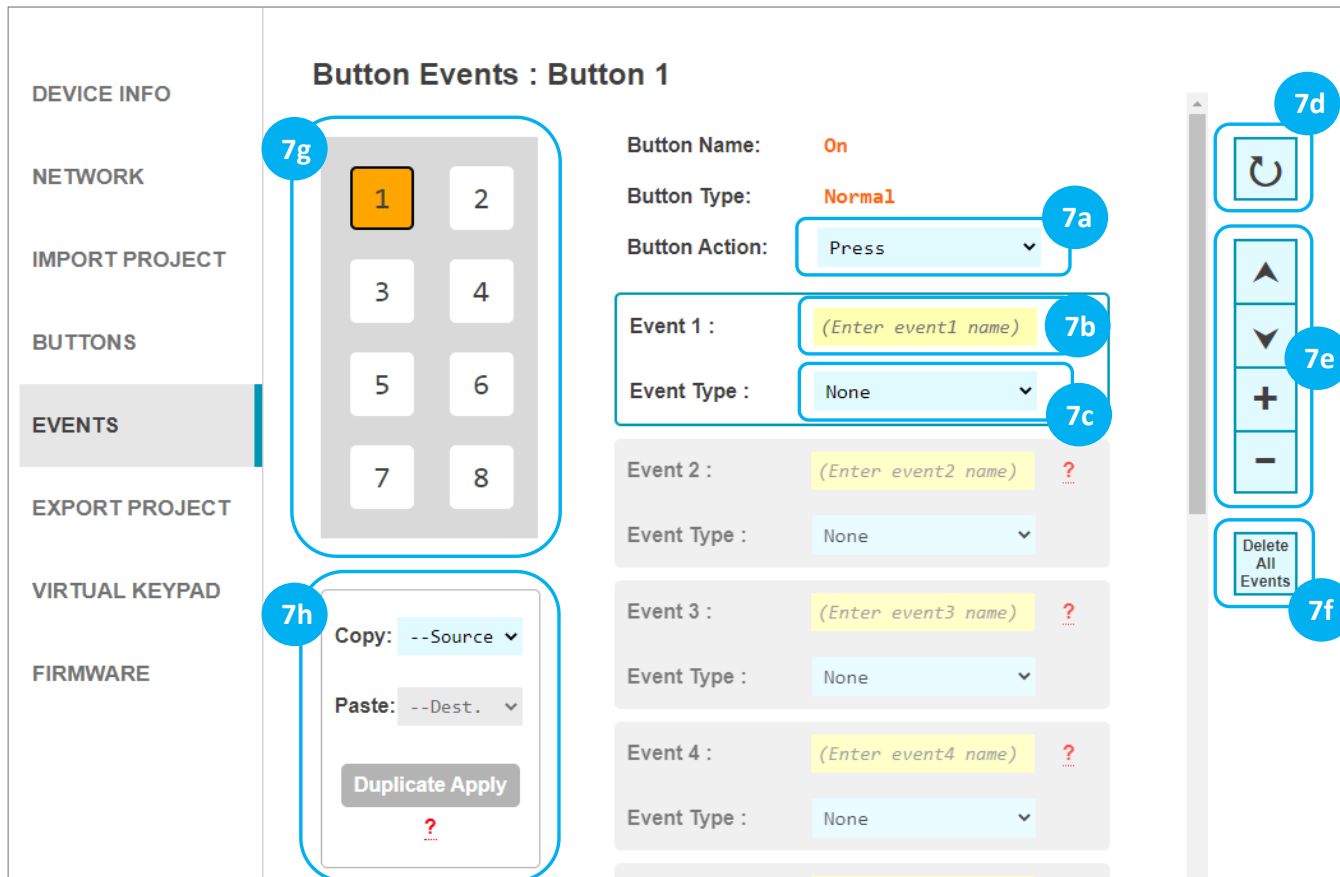 DEVICE INFO
NETWORK
IMPORT PROJECT
BUTTONS
EVENTS
EXPORT PROJECT
VIRTUAL KEYPAD
FIRMWARE
Button Events : Button 1
7g
1 2
3 4
5 6
7 8
7h
Copy: --Source
Paste: --Dest.
Duplicate Apply
?
Button Name: On
Button Type: Normal
7a
Button Action: Press
Event 1 : (Enter event1 name) 7b
Event Type : None
7c
Event 2 : (Enter event2 name) ?
Event Type : None
Event 3 : (Enter event3 name) ?
Event Type : None
Event 4 : (Enter event4 name) ?
Event Type : None
7d
7e
+
-
Delete
All
Events
7f